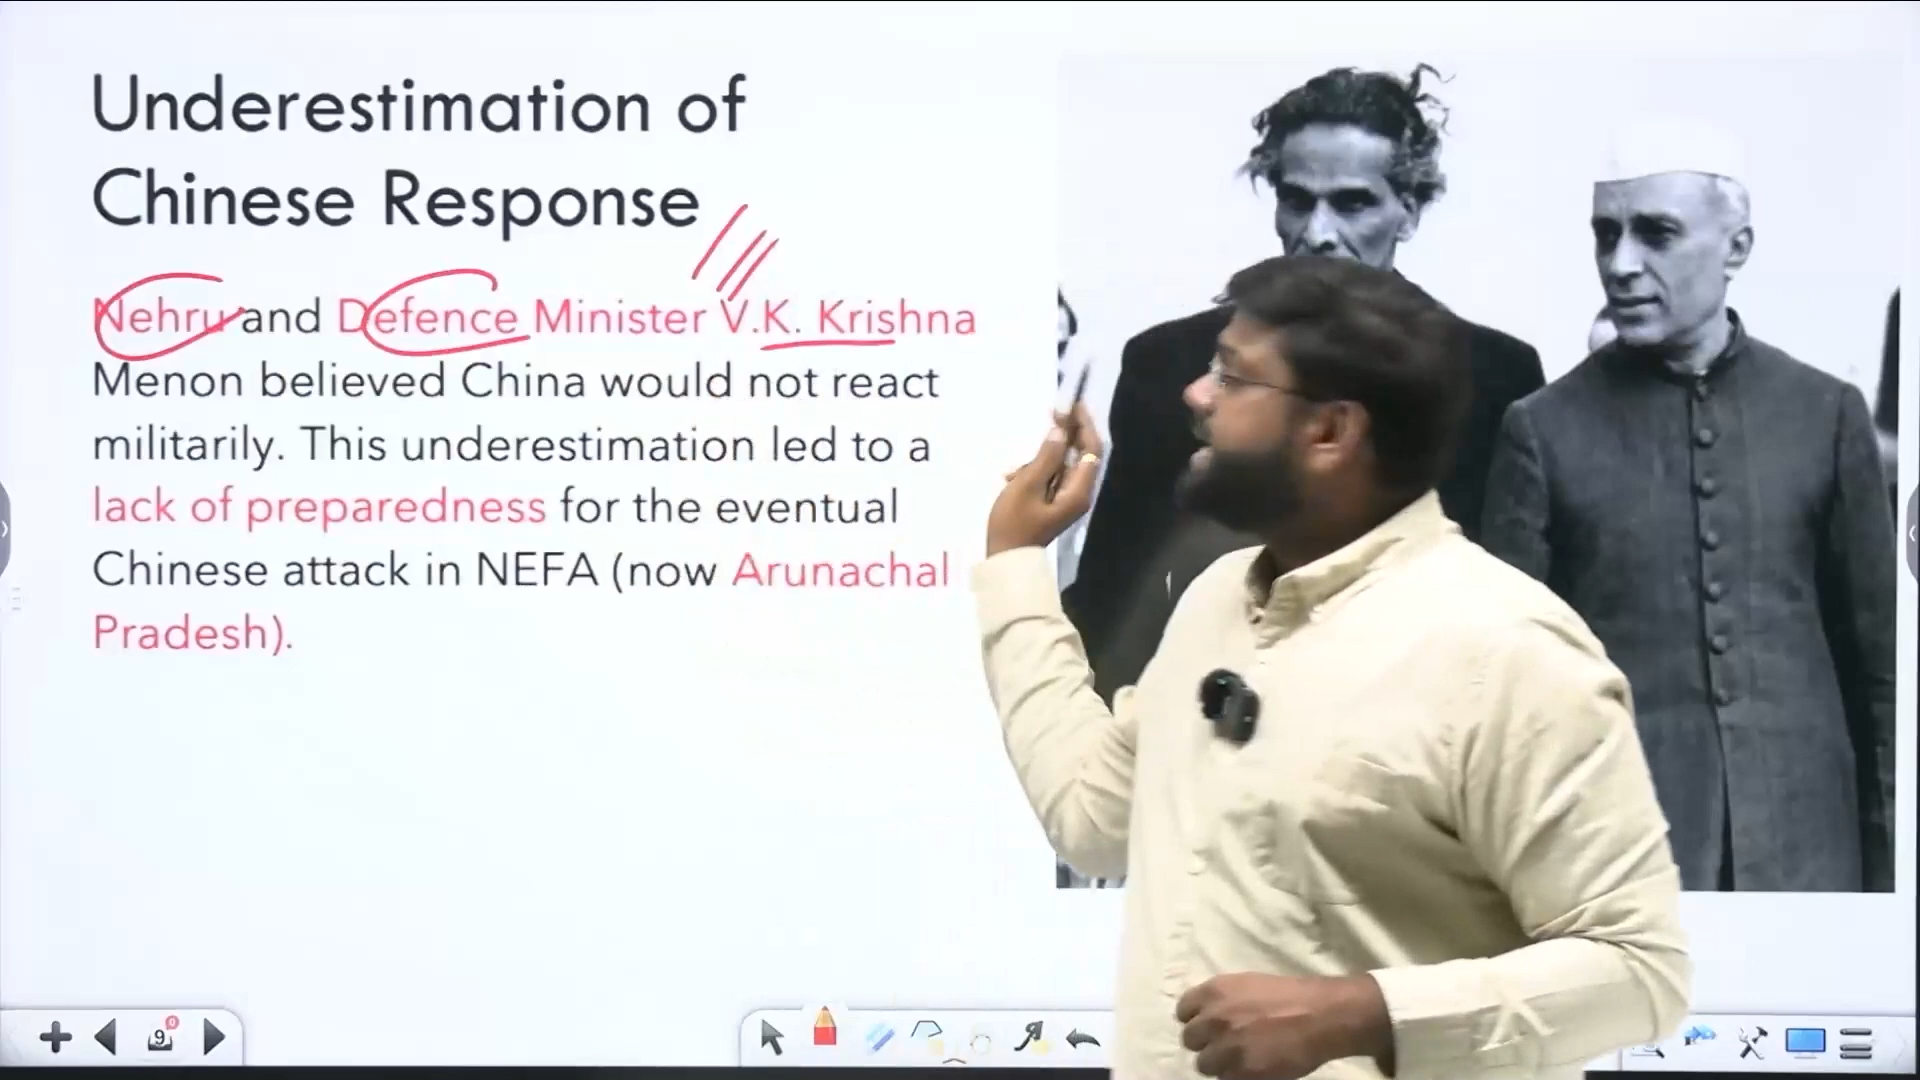 Underestimation of
Chinese Response
Nehru and Defence Minister V.K. Krishna
Menon believed China would not react
militarily. This underestimation led to a
lack of preparedness for the eventual
Chinese attack in NEFA (now Arunachal
Pradesh).
9
0